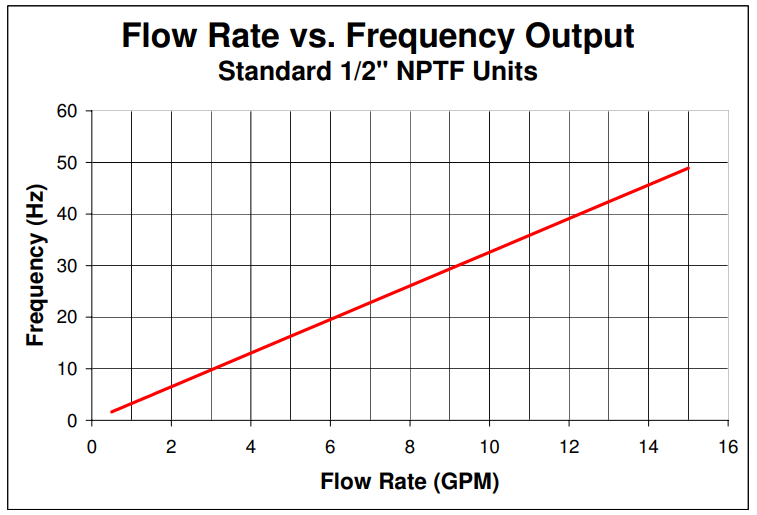 Flow Rate vs. Frequency Output
Standard 1/2" NPTF Units
60
50
40
30
20
10
0
Frequency (Hz)
0 2 4 6 8 10 12 14 16
Flow Rate (GPM)